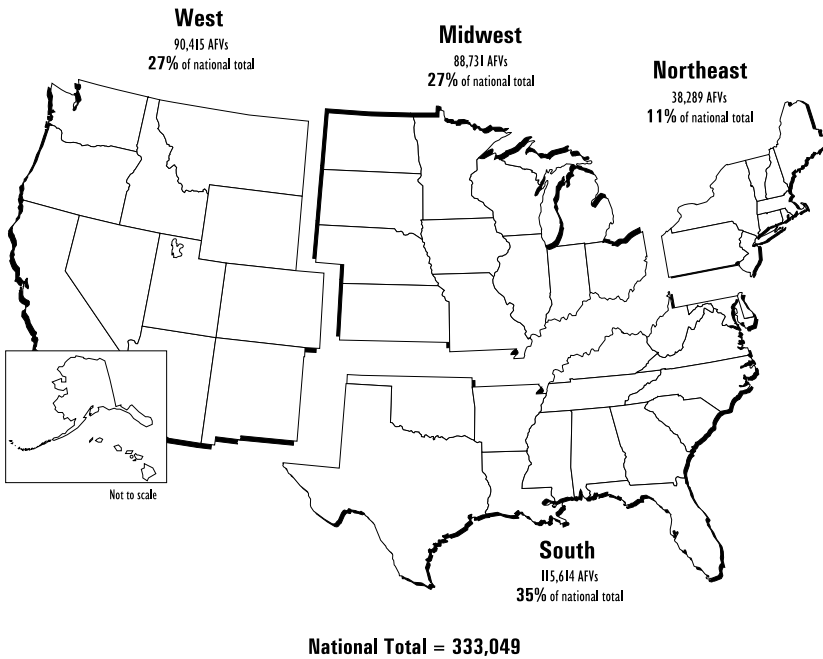 West
90,415 AFVs
27% of national total
Midwest
88,731 AFVs
27% of national total
Northeast
38,289 AFVs
11% of national total
Not to scale
South
115,614 AFVs
35% of national total
National Total = 333,049